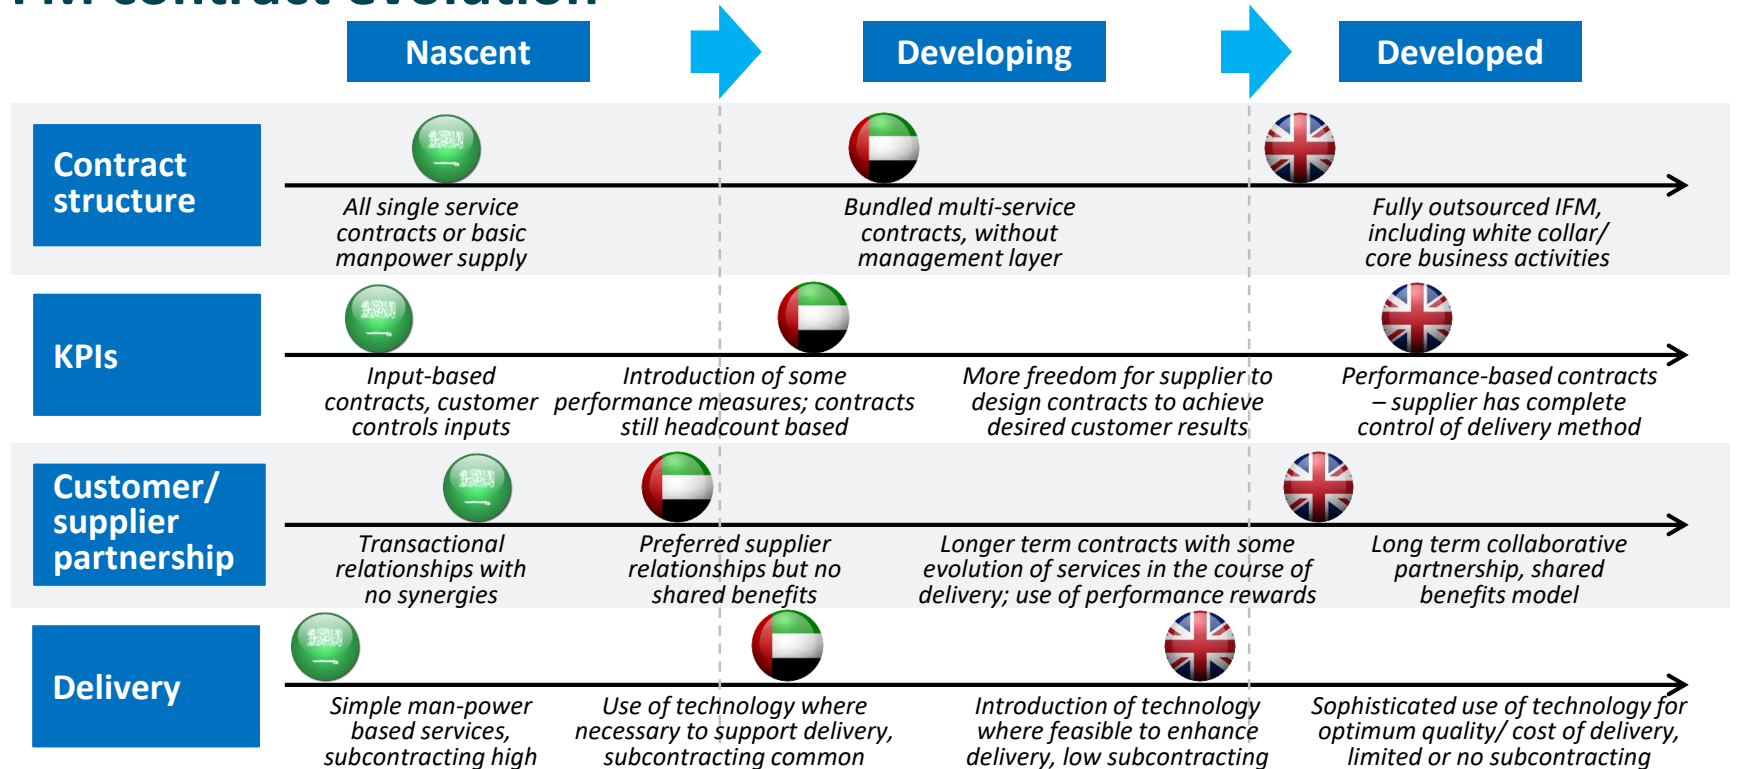 FM contract evolution
Nascent
Developing
Developed
Contract
structure
All single service
contracts or basic
manpower supply
Bundled multi-service
contracts, without
management layer
Fully outsourced IFM,
including white collar/
core business activities
KPIs
Input-based
contracts, customer
controls inputs
Introduction of some
performance measures; contracts
still headcount based
More freedom for supplier to
design contracts to achieve
desired customer results
Performance-based contracts
– supplier has complete
control of delivery method
Customer/
supplier
partnership
Transactional
relationships with
no synergies
Preferred supplier
relationships but no
shared benefits
Longer term contracts with some
evolution of services in the course of
delivery; use of performance rewards
Long term collaborative
partnership, shared
benefits model
Delivery
Simple man-power
based services,
subcontracting high
Use of technology where
necessary to support delivery,
subcontracting common
Introduction of technology
where feasible to enhance
delivery, low subcontracting
Sophisticated use of technology for
optimum quality/ cost of delivery,
limited or no subcontracting